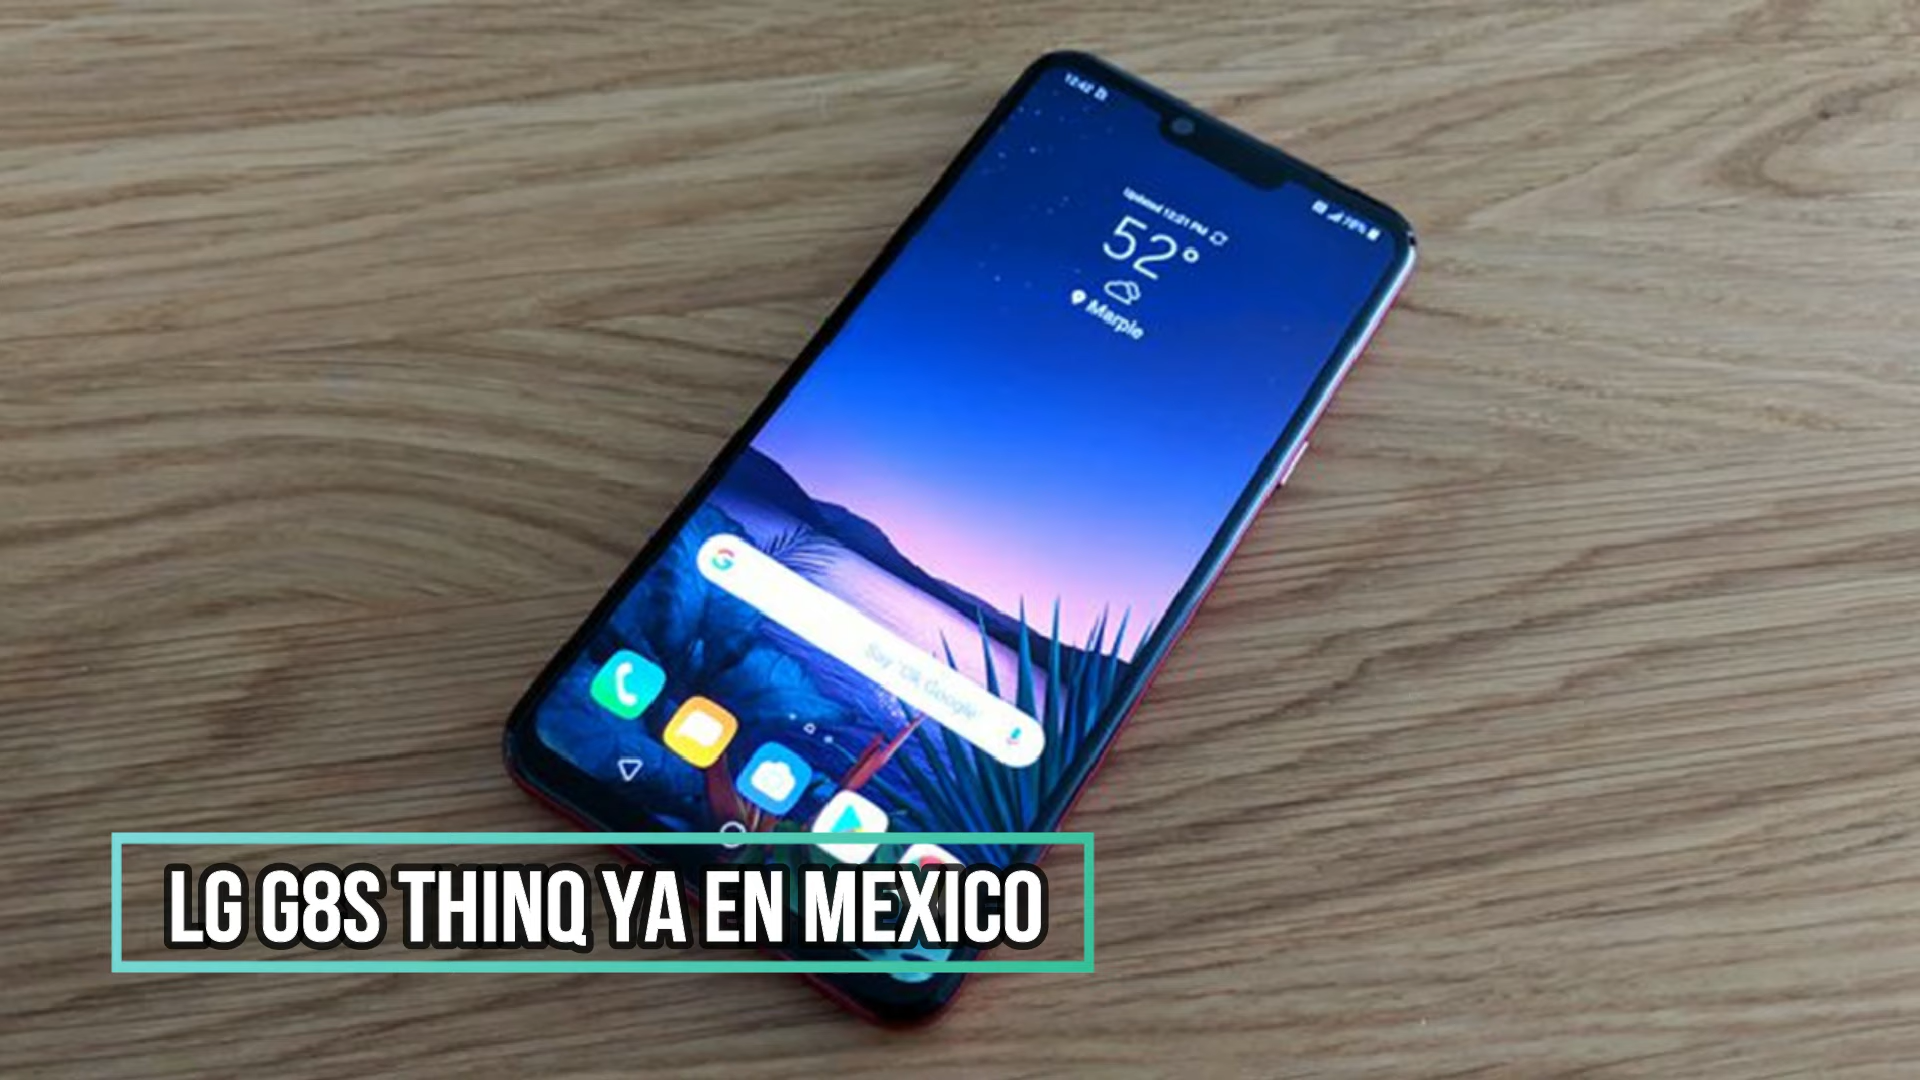 12:42
Updated 12:21 PM
52°
Marple
Say "Ok Google"
LG G8S THINQ YA EN MEXICO